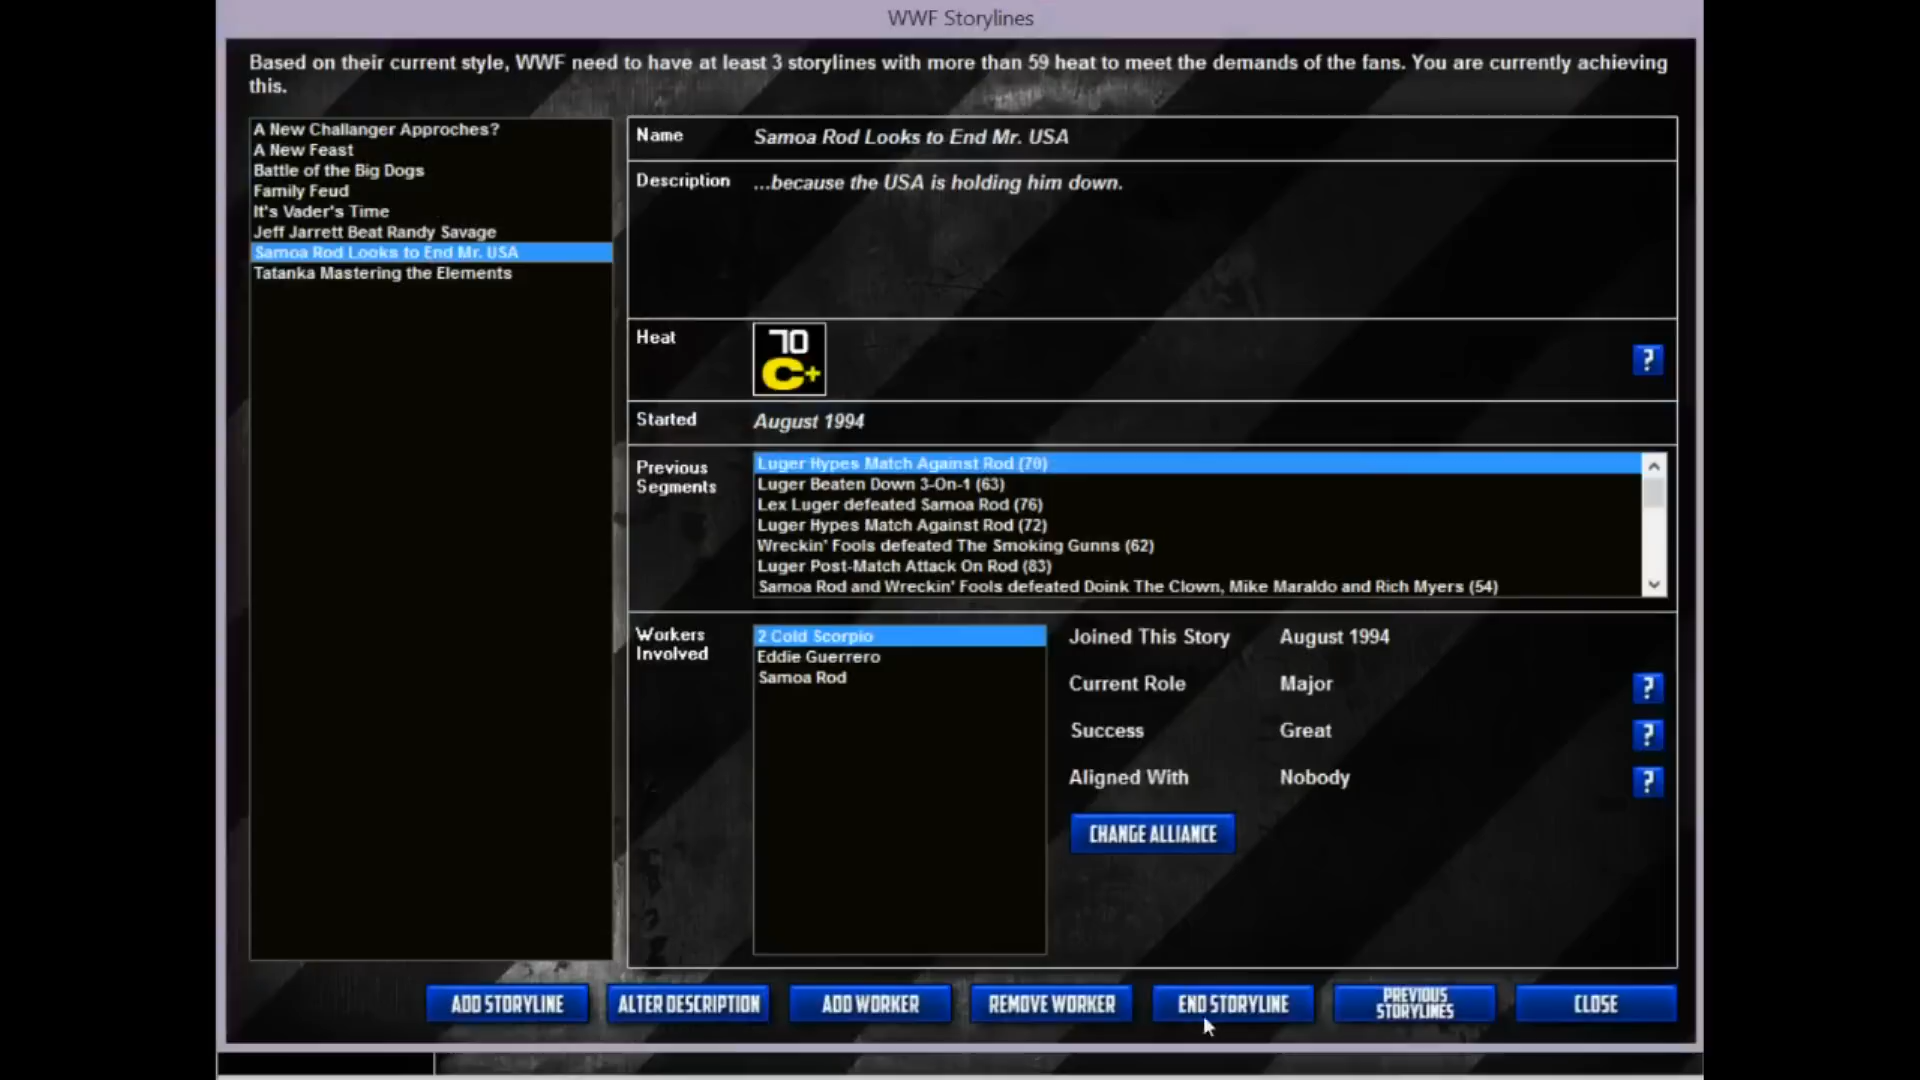 WWF Storylines
Based on their current style, WWF need to have at least 3 storylines with more than 59 heat to meet the demands of the fans. You are currently achieving
this.
A New Challanger Approches?
A New Feast
Battle of the Big Dogs
Family Feud
It's Vader's Time
Jeff Jarrett Beat Randy Savage
Samoa Rod Looks to End Mr. USA
Tatanka Mastering the Elements
Name
Samoa Rod Looks to End Mr. USA
Description
...because the USA is holding him down.
Heat
70
C+
?
Started
August 1994
Previous
Segments
Luger Hypes Match Against Rod (70)
Luger Beaten Down 3-On-1 (63)
Lex Luger defeated Samoa Rod (76)
Luger Hypes Match Against Rod (72)
Wreckin' Fools defeated The Smoking Gunns (62)
Luger Post-Match Attack On Rod (83)
Samoa Rod and Wreckin' Fools defeated Doink The Clown, Mike Maraldo and Rich Myers (54)
Workers
Involved
2 Cold Scorpio
Eddie Guerrero
Samoa Rod
Joined This Story August 1994
Current Role Major ?
Success Great ?
Aligned With Nobody ?
CHANGE ALLIANCE
ADD STORYLINE
ALTER DESCRIPTION
ADD WORKER
REMOVE WORKER
END STORYLINE
PREVIOUS
STORYLINES
CLOSE